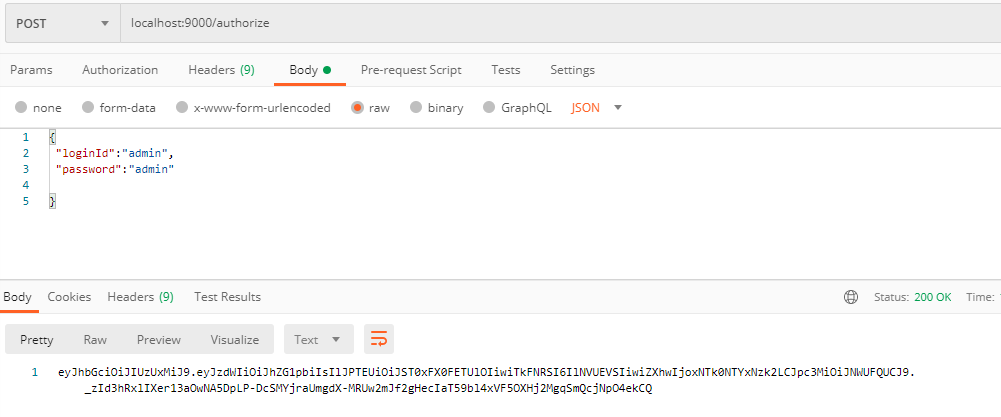 POST localhost:9000/authorize
Params Authorization Headers (9) Body Pre-request Script Tests Settings
none form-data x-www-form-urlencoded raw binary GraphQL JSON
1 {
2 "loginId":"admin",
3 "password":"admin"
4
5 }
Body Cookies Headers (9) Test Results Status: 200 OK Time:
Pretty Raw Preview Visualize Text
1 eyJhbGciOiJIUzUxMiJ9.eyJzdWIiOiJhZG1pbiIsIlJPTEUiOiJST0xFX0FETUlOIiwiTkFNRSI6IlNVUEVSIiwiZXhwIjoxNTk0NTYxNzk2LCJpc3MiOiJNWUFQUCJ9.
_zId3hRxlIXer13aOwNA5DpLP-DcSMYjraUmgdX-MRUw2mJf2gHecIaT59bl4xVF5OXHj2MgqSmQcjNpO4ekCQ